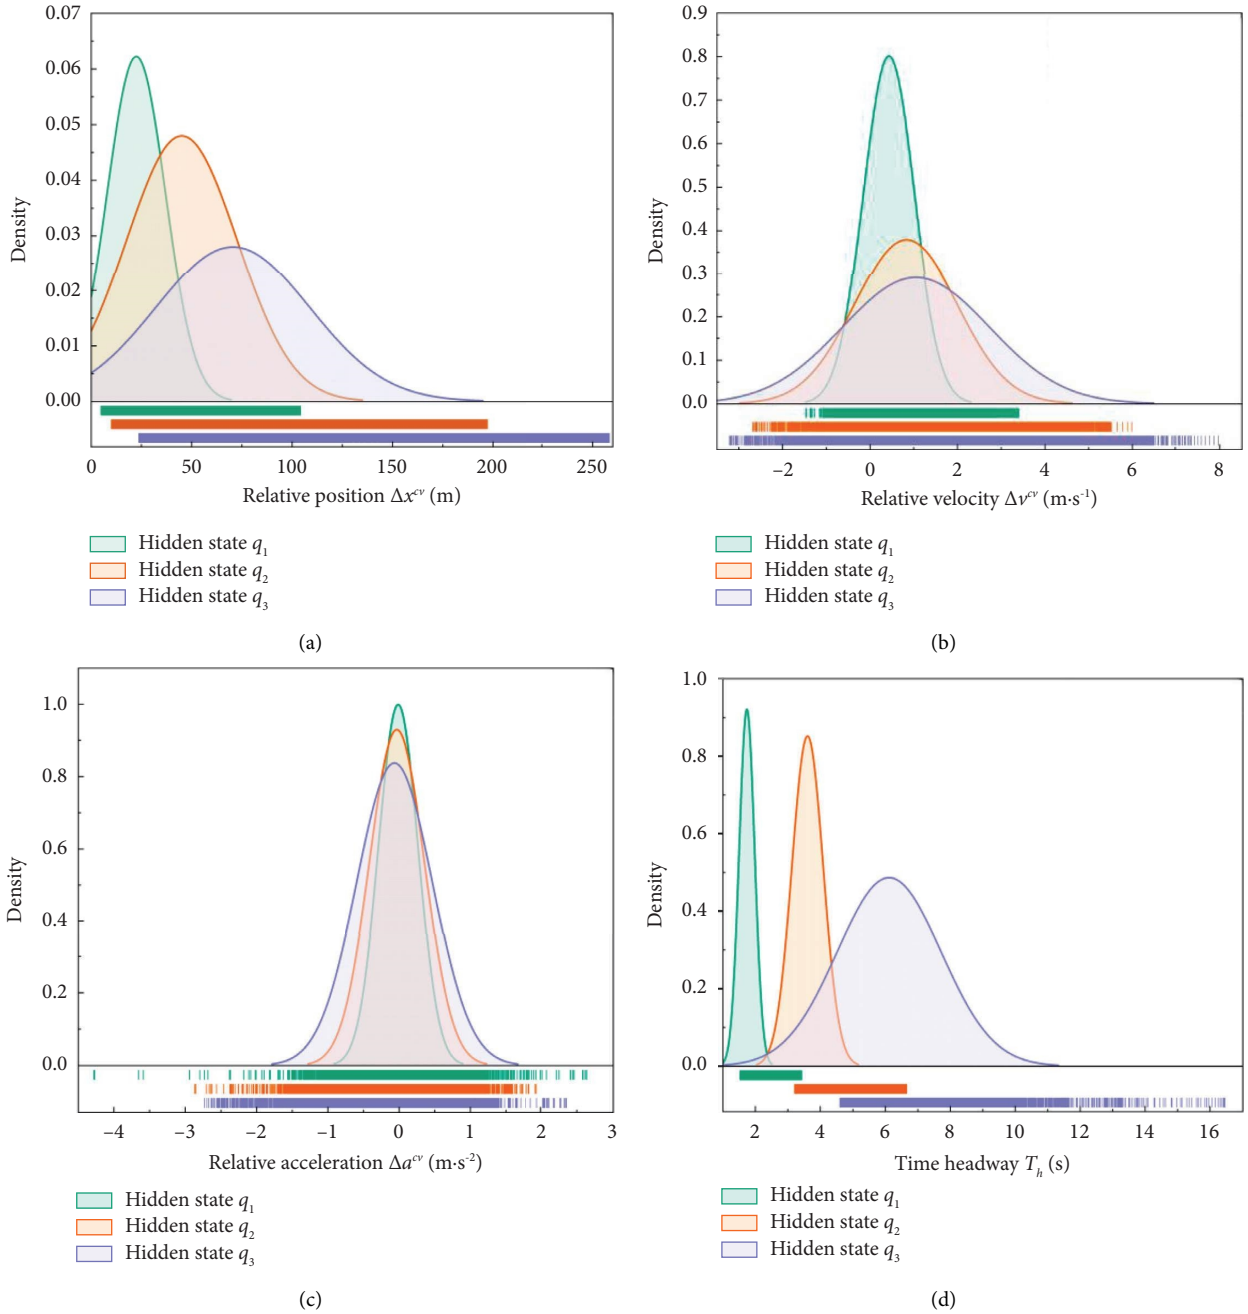 0.07
0.06
0.05
0.04
0.03
0.02
0.01
0.00
Density
0 50 100 150 200 250
Relative position Δx^cv (m)
Hidden state q₁
Hidden state q₂
Hidden state q₃
(a)
0.9
0.8
0.7
0.6
0.5
0.4
0.3
0.2
0.1
0.0
Density
−2 0 2 4 6 8
Relative velocity Δv^cv (m·s⁻¹)
Hidden state q₁
Hidden state q₂
Hidden state q₃
(b)
1.0
0.8
0.6
0.4
0.2
0.0
Density
−4 −3 −2 −1 0 1 2 3
Relative acceleration Δa^cv (m·s⁻²)
Hidden state q₁
Hidden state q₂
Hidden state q₃
(c)
1.0
0.8
0.6
0.4
0.2
0.0
Density
2 4 6 8 10 12 14 16
Time headway T_h (s)
Hidden state q₁
Hidden state q₂
Hidden state q₃
(d)